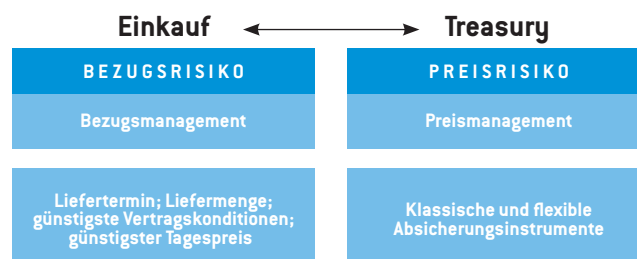 Einkauf
Treasury
BEZUGSRISIKO
PREISRISIKO
Bezugsmanagement
Preismanagement
Liefertermin; Liefermenge;
günstigste Vertragskonditionen;
günstigster Tagespreis
Klassische und flexible
Absicherungsinstrumente